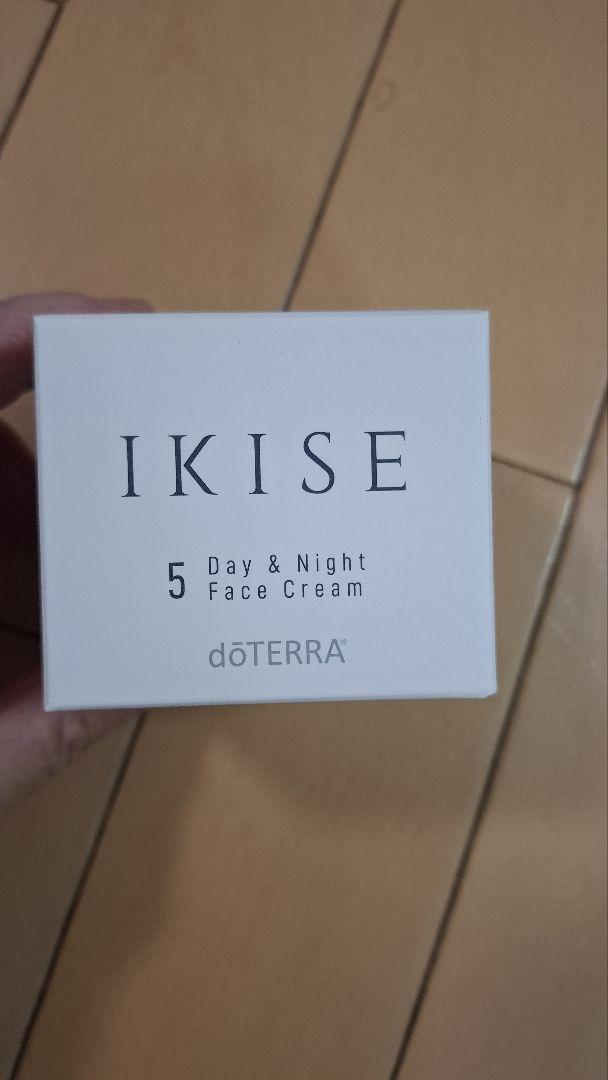 IKISE
5 Day & Night
Face Cream
dōTERRA®